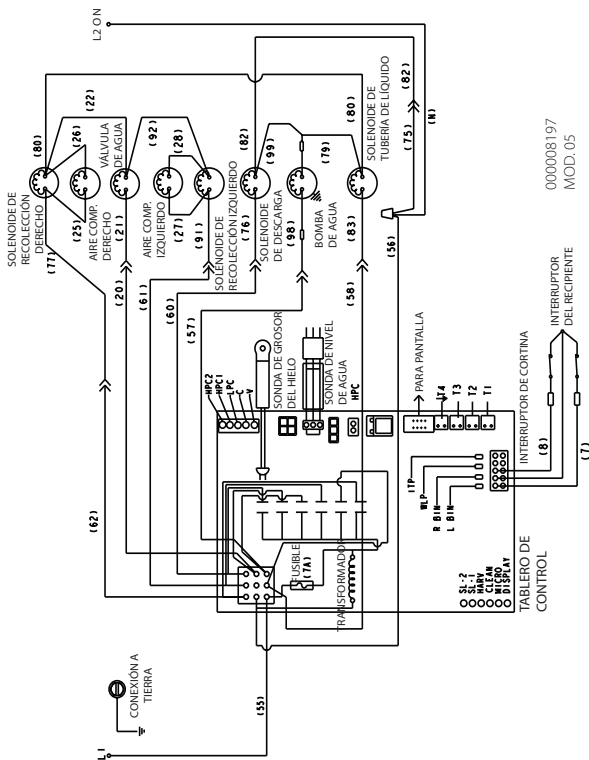 L2 ON
SOLENOIDE DE
RECOLECCIÓN
DERECHO
(80)
(22)
(26)
(25)
AIRE COMP.
DERECHO
VÁLVULA
DE AGUA
(77)
(21)
(92)
(28)
AIRE COMP.
IZQUIERDO
(27)
(91)
SOLENOIDE DE
RECOLECCIÓN IZQUIERDO
(82)
(76)
SOLENOIDE
DE DESCARGA
(99)
(79)
(98)
BOMBA
DE AGUA
(80)
(83)
SOLENOIDE DE
TUBERÍA DE LÍQUIDO
(82)
(75)
(N)
(56)
(20)
(61)
(60)
(57)
(58)
(62)
000008197
MOD. 05
HPC2
HPC1
LPC
C
V
SONDA DE GROSOR
DEL HIELO
SONDA DE NIVEL
DE AGUA
HPC
PARA PANTALLA
T4
T3
T2
T1
INTERRUPTOR DE CORTINA
INTERRUPTOR
DEL RECIPIENTE
(8)
(7)
ITP
WLP
R BIN
L BIN
FUSIBLE
(7A)
TRANSFORMADOR
SL-2
SL-1
HARV
CLEAN
MICRO
DISPLAY
TABLERO DE
CONTROL
CONEXIÓN A
TIERRA
(55)
L1